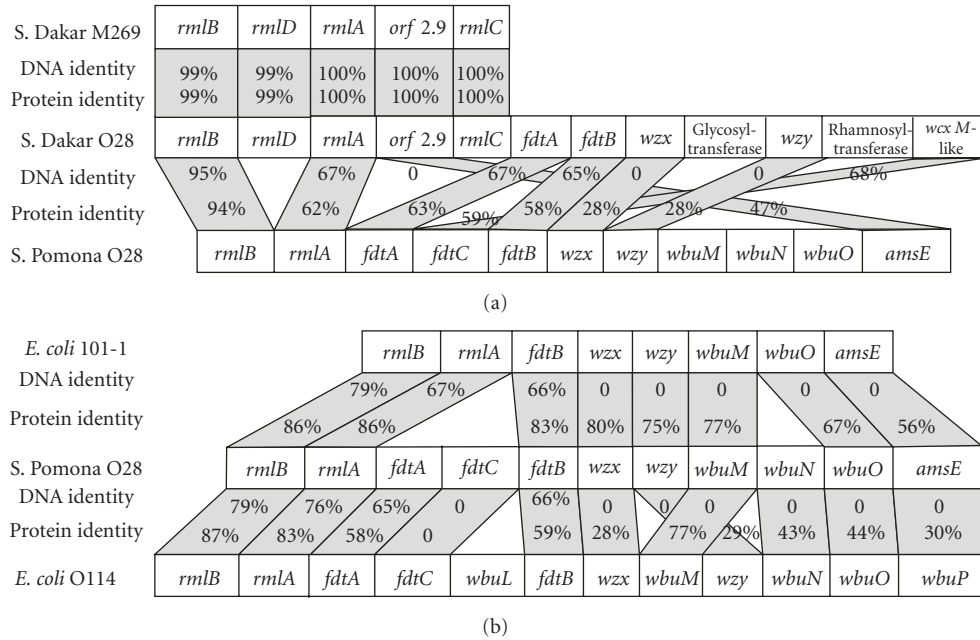 S. Dakar M269 rmlB rmlD rmlA orf 2.9 rmlC
DNA identity 99% 99% 100% 100% 100%
Protein identity 99% 99% 100% 100% 100%
S. Dakar O28 rmlB rmlD rmlA orf 2.9 rmlC fdtA fdtB wzx Glycosyl-transferase wzy Rhamnosyl-transferase wcx M-like
DNA identity 95% 67% 0 67% 65% 0 0 68%
Protein identity 94% 62% 63% 59% 58% 28% 28% 47%
S. Pomona O28 rmlB rmlA fdtA fdtC fdtB wzx wzy wbuM wbuN wbuO amsE
(a)
E. coli 101-1 rmlB rmlA fdtB wzx wzy wbuM wbuO amsE
DNA identity 79% 67% 66% 0 0 0 0 0
Protein identity 86% 86% 83% 80% 75% 77% 67% 56%
S. Pomona O28 rmlB rmlA fdtA fdtC fdtB wzx wzy wbuM wbuN wbuO amsE
DNA identity 79% 76% 65% 0 66% 0 0 0 0 0 0
Protein identity 87% 83% 58% 0 59% 28% 77% 29% 43% 44% 30%
E. coli O114 rmlB rmlA fdtA fdtC wbuL fdtB wzx wbuM wzy wbuN wbuO wbuP
(b)